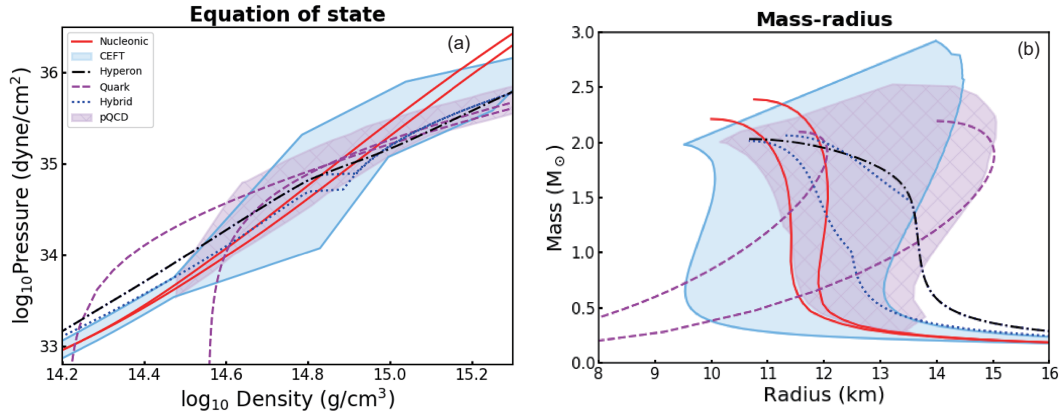 Equation of state
(a)
Nucleonic
CEFT
Hyperon
Quark
Hybrid
pQCD
log₁₀Pressure (dyne/cm²)
36
35
34
33
14.2 14.4 14.6 14.8 15.0 15.2
log₁₀ Density (g/cm³)
Mass-radius
(b)
Mass (M⊙)
3.0
2.5
2.0
1.5
1.0
0.5
0.0
8 9 10 11 12 13 14 15 16
Radius (km)